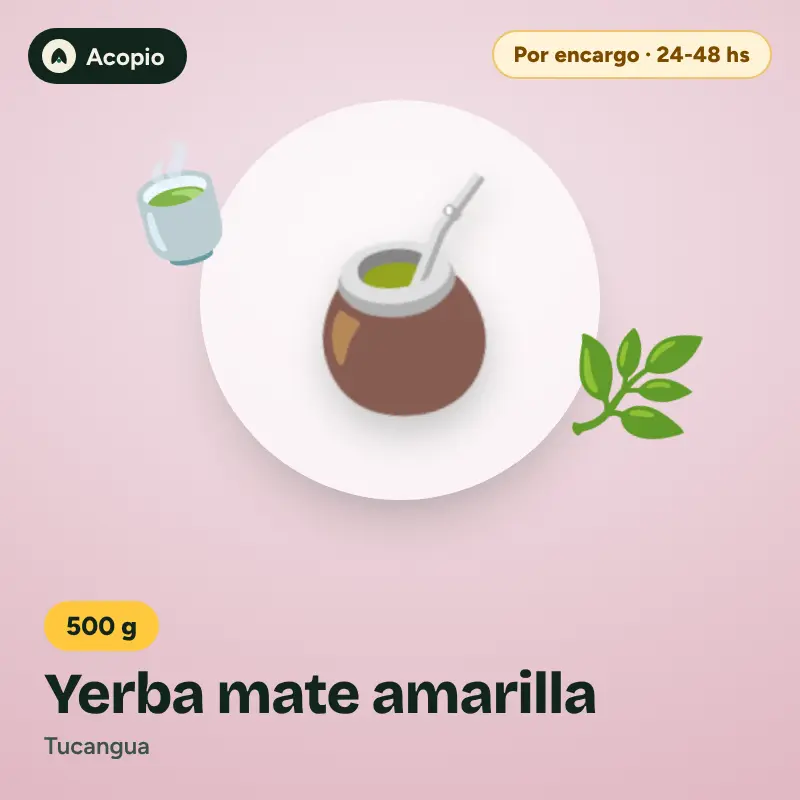 Acopio
Por encargo · 24-48 hs
500 g
Yerba mate amarilla
Tucangua